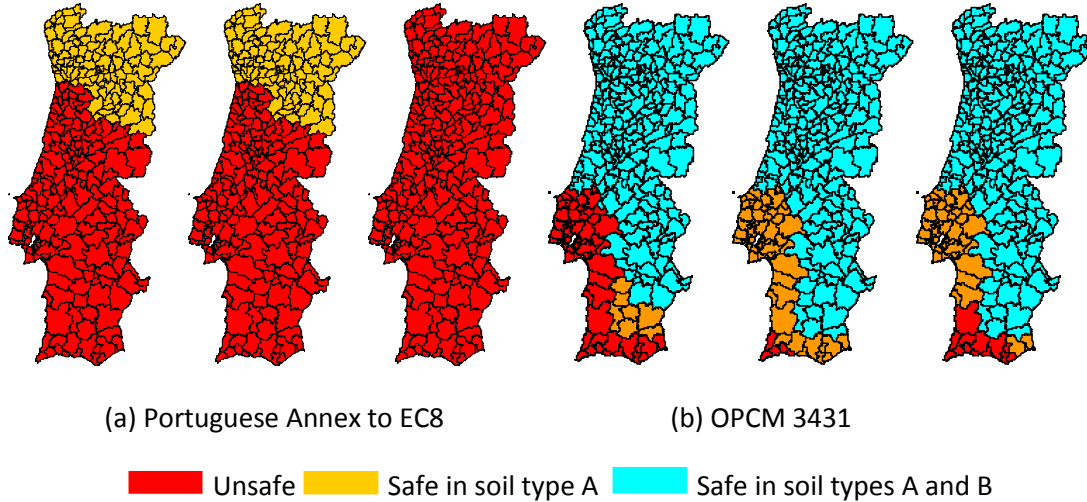 (a) Portuguese Annex to EC8 (b) OPCM 3431
Unsafe Safe in soil type A Safe in soil types A and B